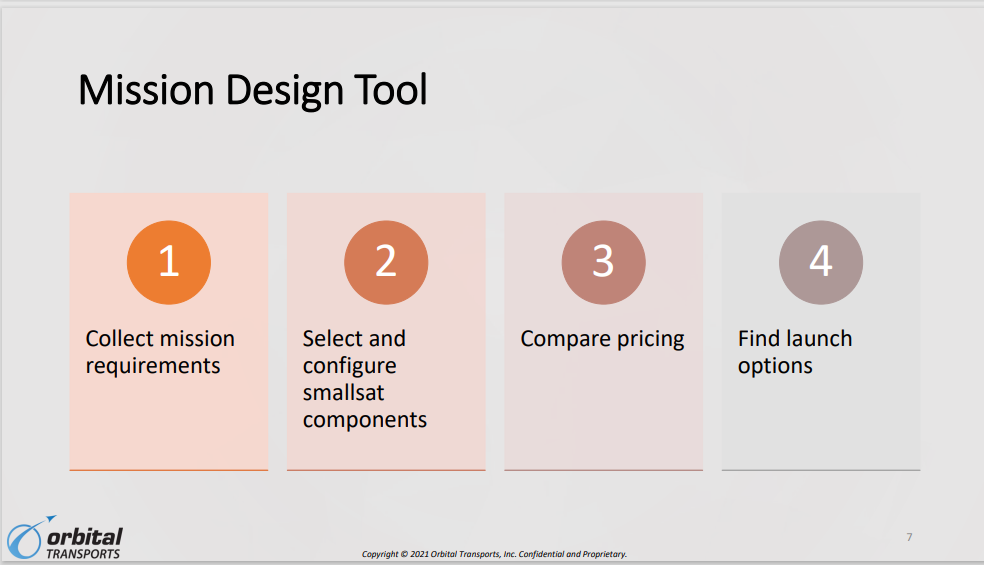 Mission Design Tool
1
Collect mission
requirements
2
Select and
configure
smallsat
components
3
Compare pricing
4
Find launch
options
orbital
TRANSPORTS
Copyright © 2021 Orbital Transports, Inc. Confidential and Proprietary.
7